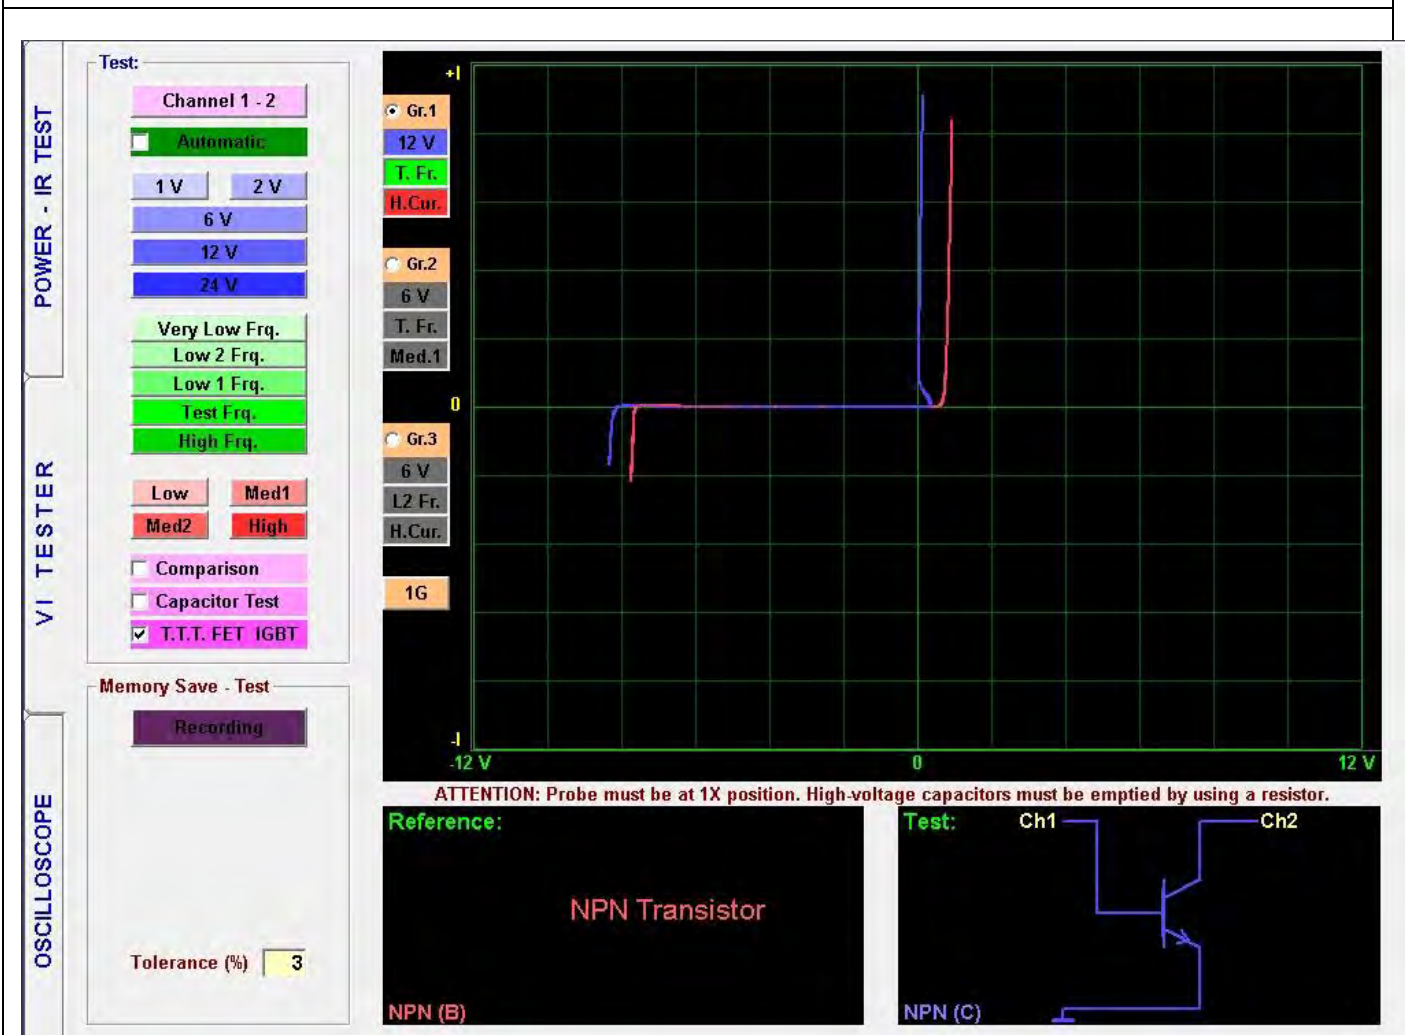 POWER - IR TEST
VI TESTER
OSCILLOSCOPE
Test:
Channel 1 - 2
Automatic
1 V
2 V
6 V
12 V
24 V
Very Low Frq.
Low 2 Frq.
Low 1 Frq.
Test Frq.
High Frq.
Low
Med1
Med2
High
Comparison
Capacitor Test
T.T.T. FET IGBT
Memory Save - Test
Recording
Tolerance (%) 3
+I
Gr.1
12 V
T. Fr.
H.Cur.
Gr.2
6 V
T. Fr.
Med.1
0
Gr.3
6 V
L2 Fr.
H.Cur.
1G
-I
-12 V
0
12 V
ATTENTION: Probe must be at 1X position. High-voltage capacitors must be emptied by using a resistor.
Reference:
NPN Transistor
NPN (B)
Test:
Ch1
Ch2
NPN (C)